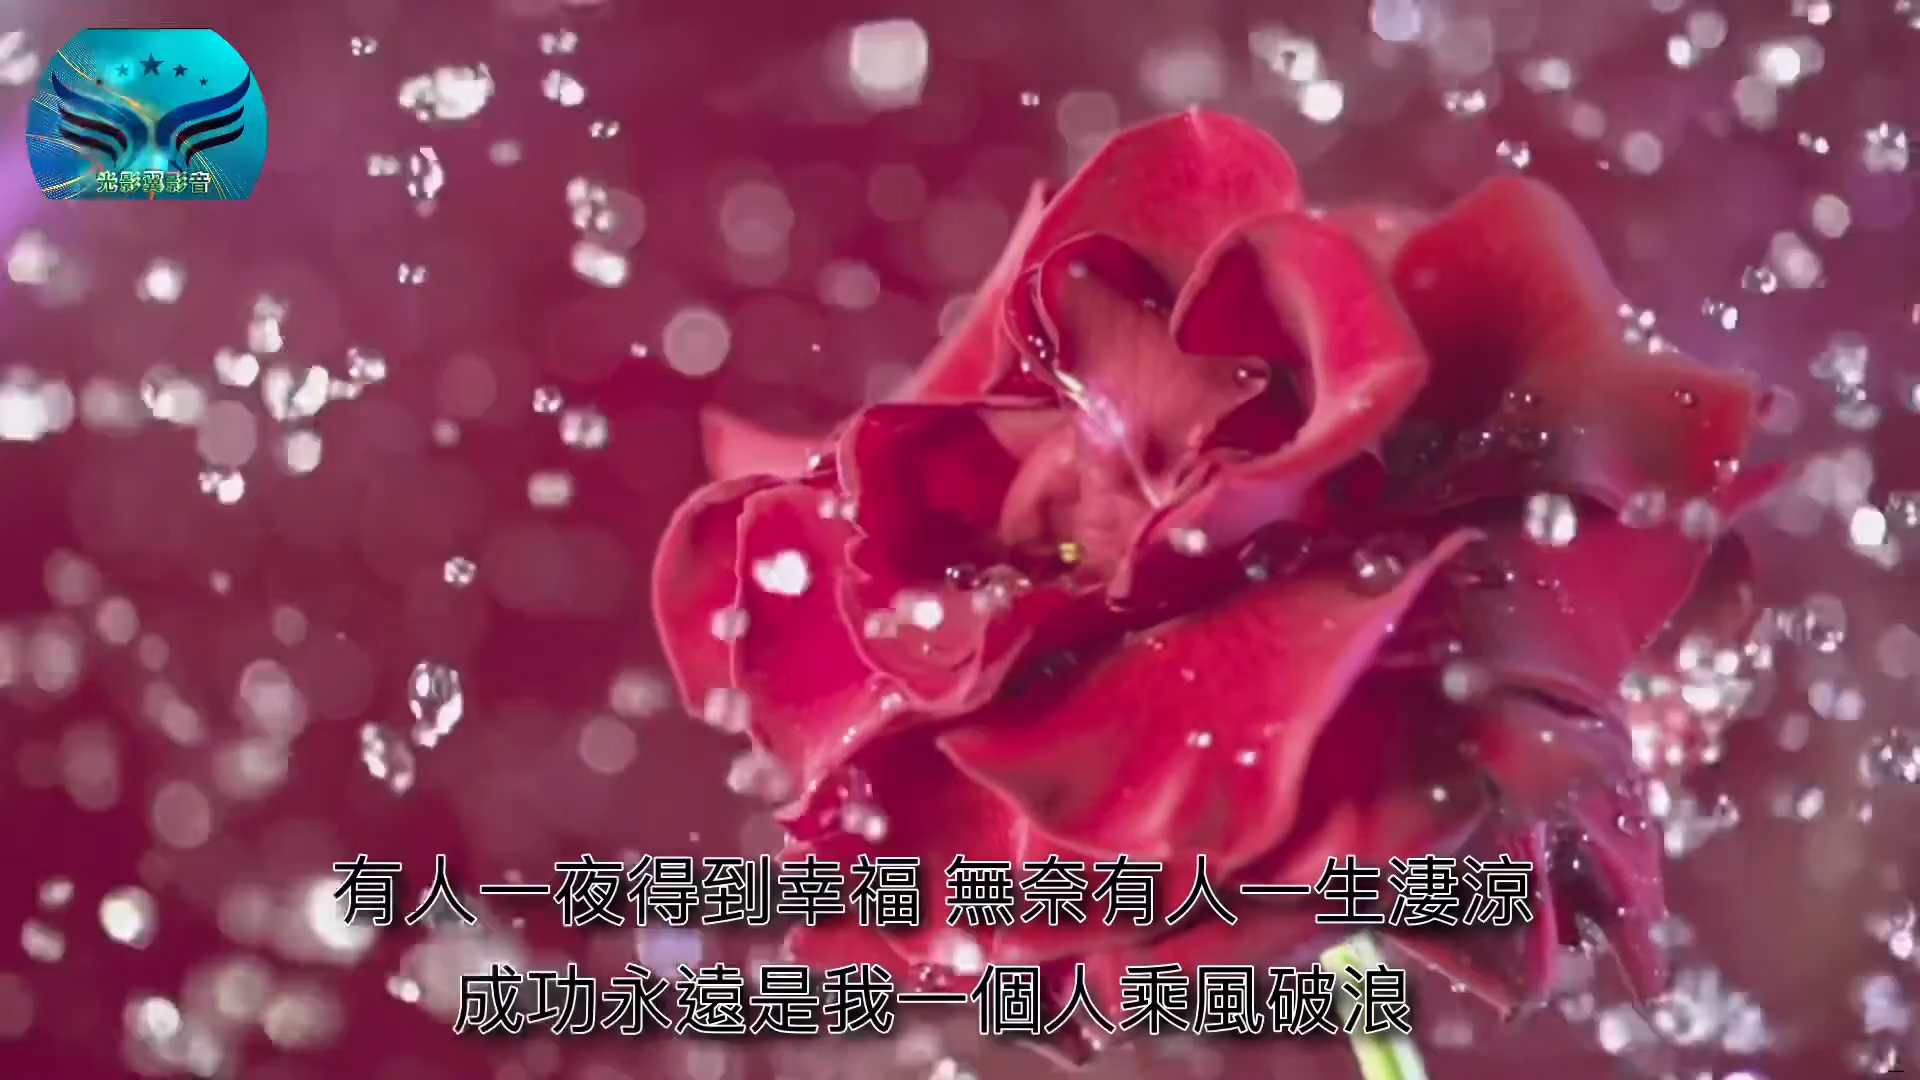 光影翼影音
有人一夜得到幸福 無奈有人一生淒涼
成功永遠是我一個人乘風破浪